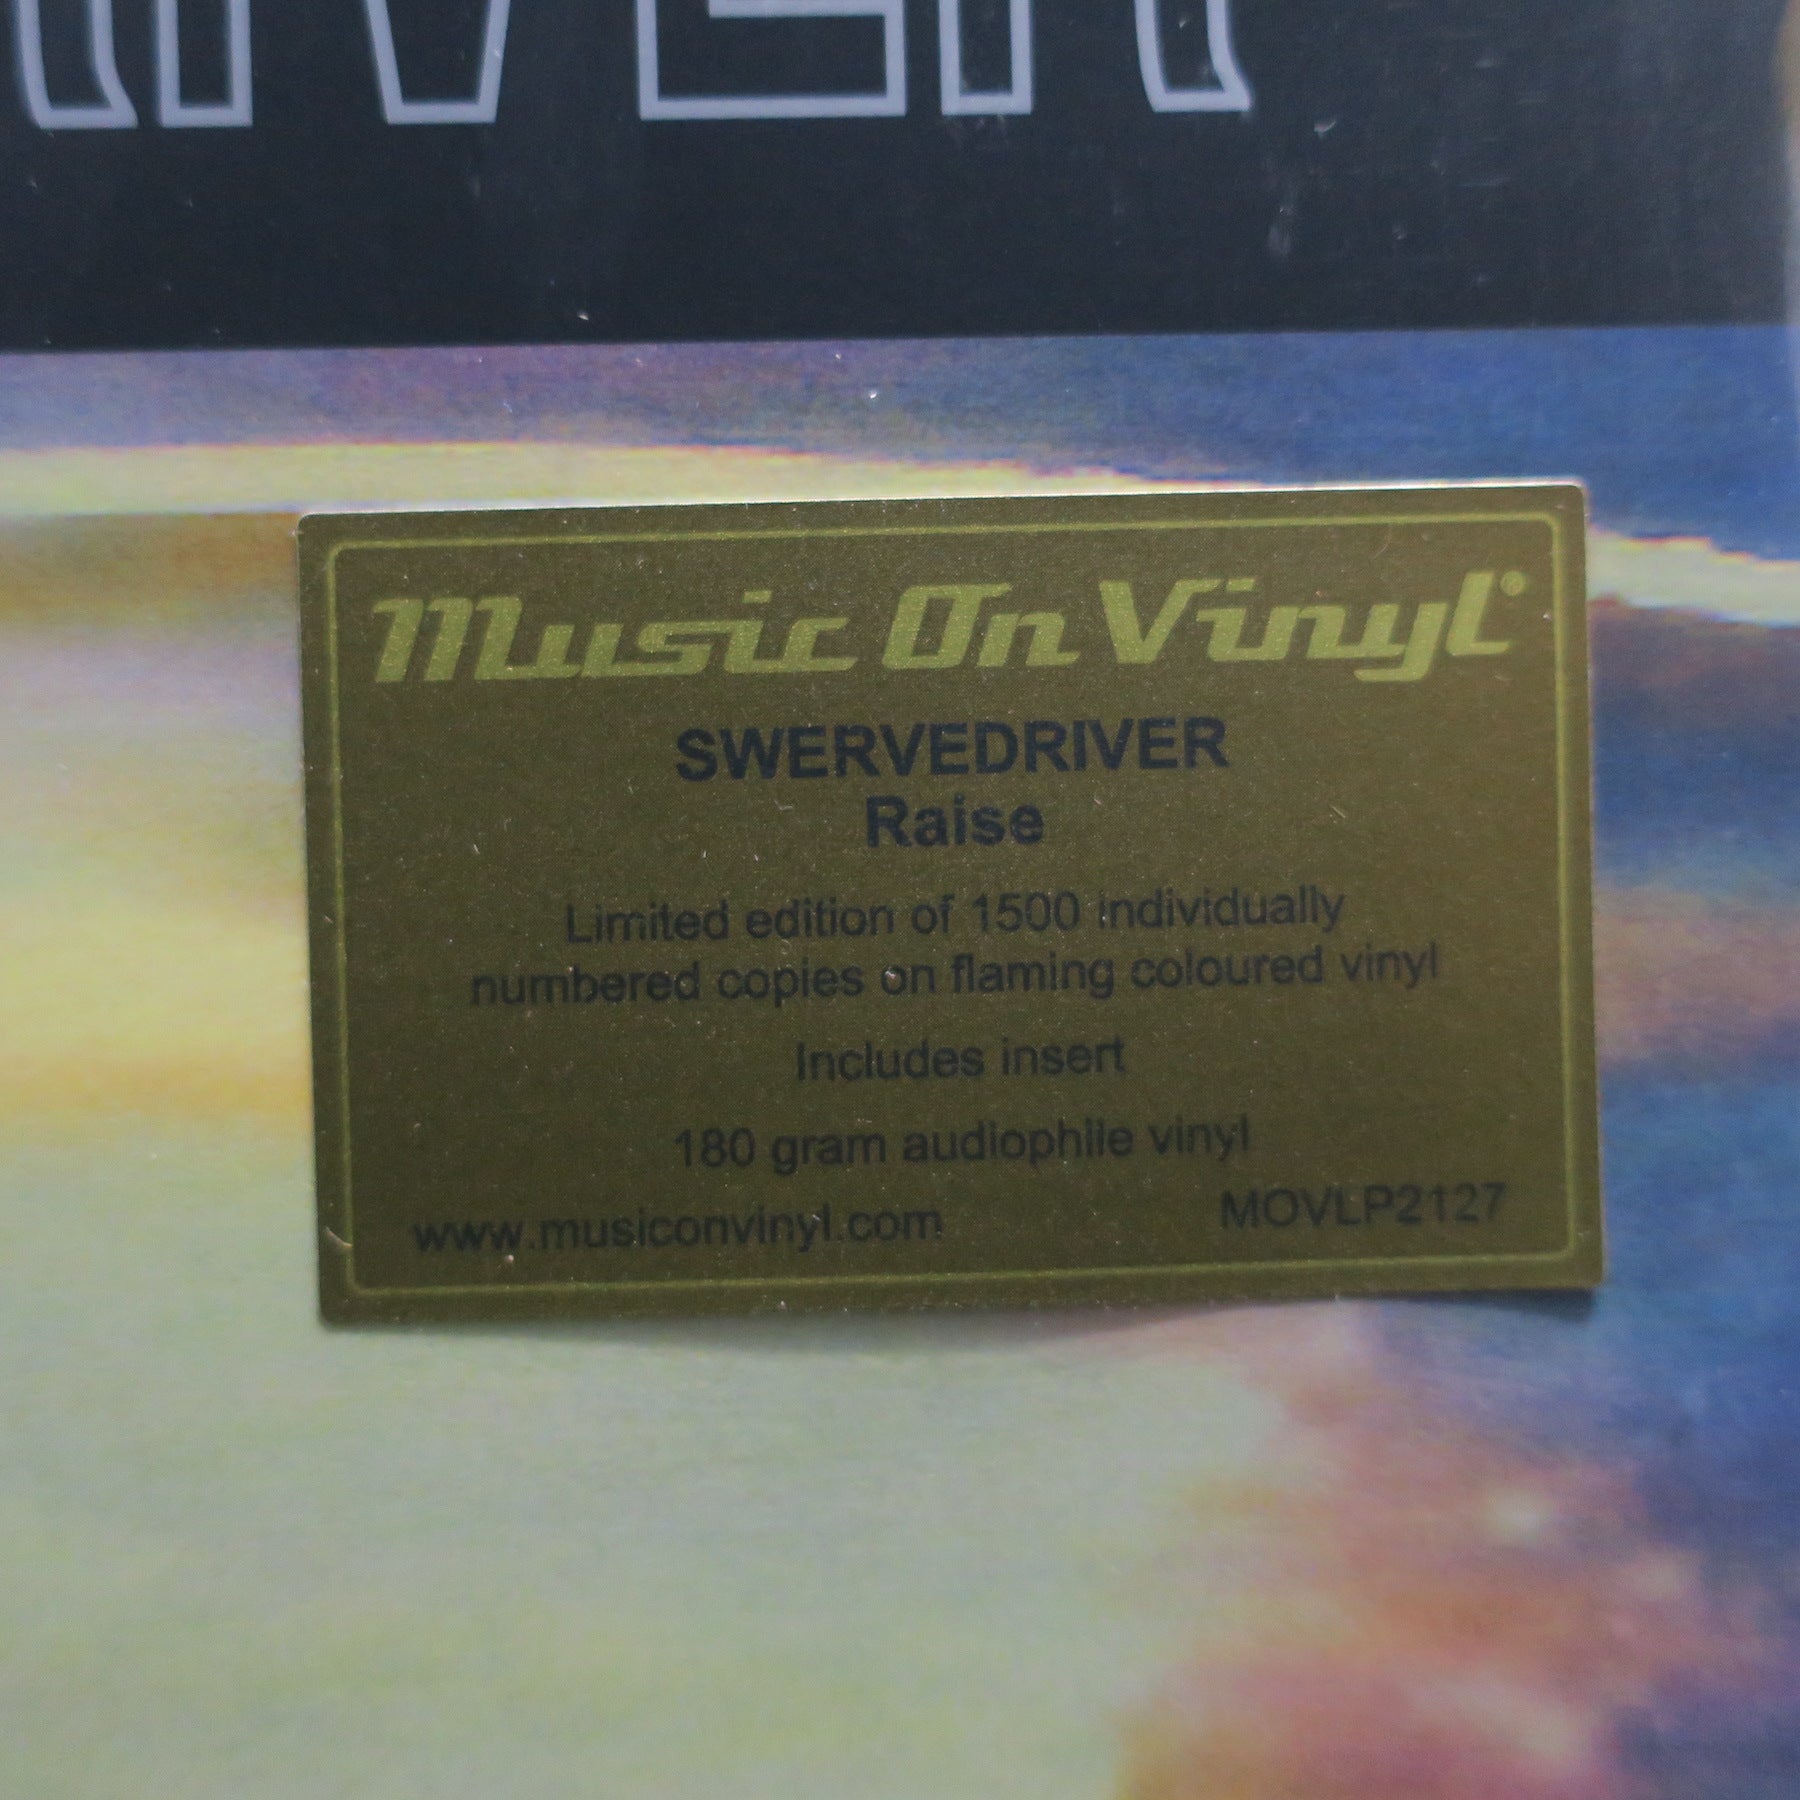 RIVER
Music On Vinyl®
SWERVEDRIVER
Raise
Limited edition of 1500 individually
numbered copies on flaming coloured vinyl
Includes insert
180 gram audiophile vinyl
www.musiconvinyl.com MOVLP2127